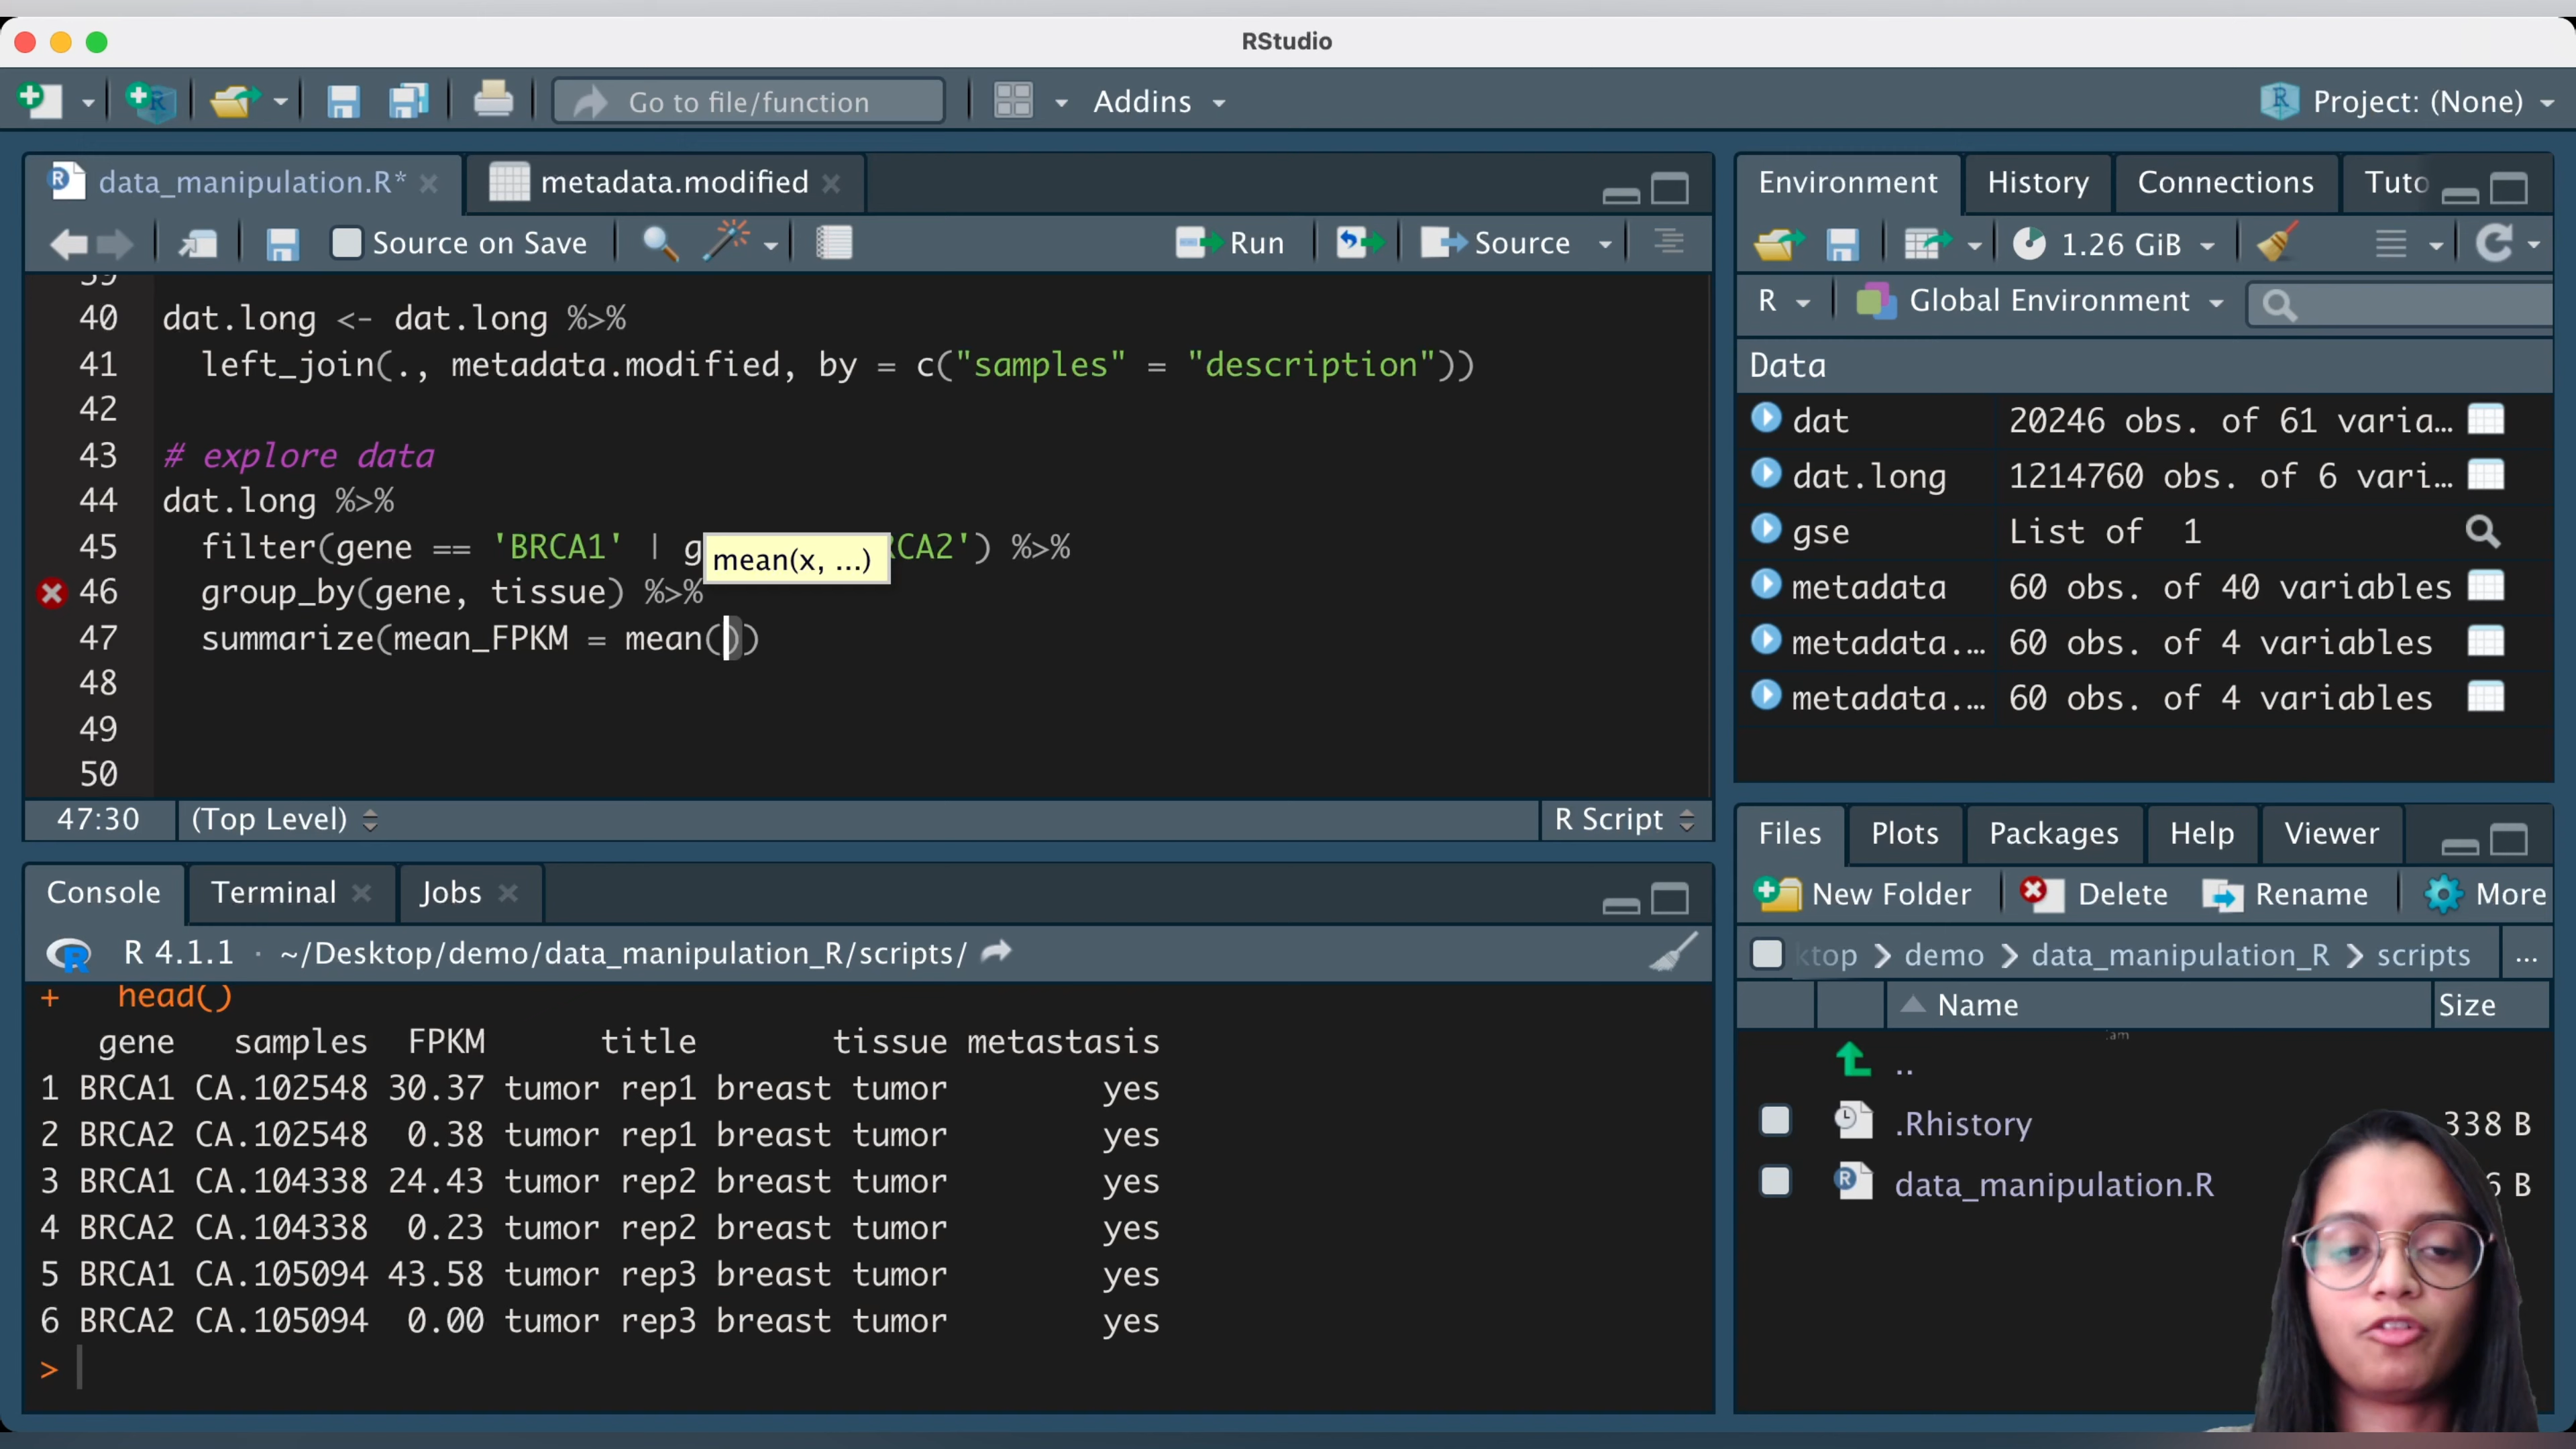 RStudio
Go to file/function
Addins
Project: (None)
data_manipulation.R*
metadata.modified
Source on Save
Run
Source
39
40 dat.long <- dat.long %>%
41 left_join(., metadata.modified, by = c("samples" = "description"))
42
43 # explore data
44 dat.long %>%
45 filter(gene == 'BRCA1' | g CA2') %>%
mean(x, ...)
46 group_by(gene, tissue) %>%
47 summarize(mean_FPKM = mean())
48
49
50
47:30 (Top Level) R Script
Console Terminal Jobs
R 4.1.1 · ~/Desktop/demo/data_manipulation_R/scripts/
+ head()
gene samples FPKM title tissue metastasis
1 BRCA1 CA.102548 30.37 tumor rep1 breast tumor yes
2 BRCA2 CA.102548 0.38 tumor rep1 breast tumor yes
3 BRCA1 CA.104338 24.43 tumor rep2 breast tumor yes
4 BRCA2 CA.104338 0.23 tumor rep2 breast tumor yes
5 BRCA1 CA.105094 43.58 tumor rep3 breast tumor yes
6 BRCA2 CA.105094 0.00 tumor rep3 breast tumor yes
>
Environment History Connections Tuto
1.26 GiB
R Global Environment
Data
dat 20246 obs. of 61 varia…
dat.long 1214760 obs. of 6 vari…
gse List of 1
metadata 60 obs. of 40 variables
metadata.… 60 obs. of 4 variables
metadata.… 60 obs. of 4 variables
Files Plots Packages Help Viewer
New Folder Delete Rename More
ktop demo data_manipulation_R scripts ...
Name Size
..
.Rhistory 338 B
data_manipulation.R 6 B